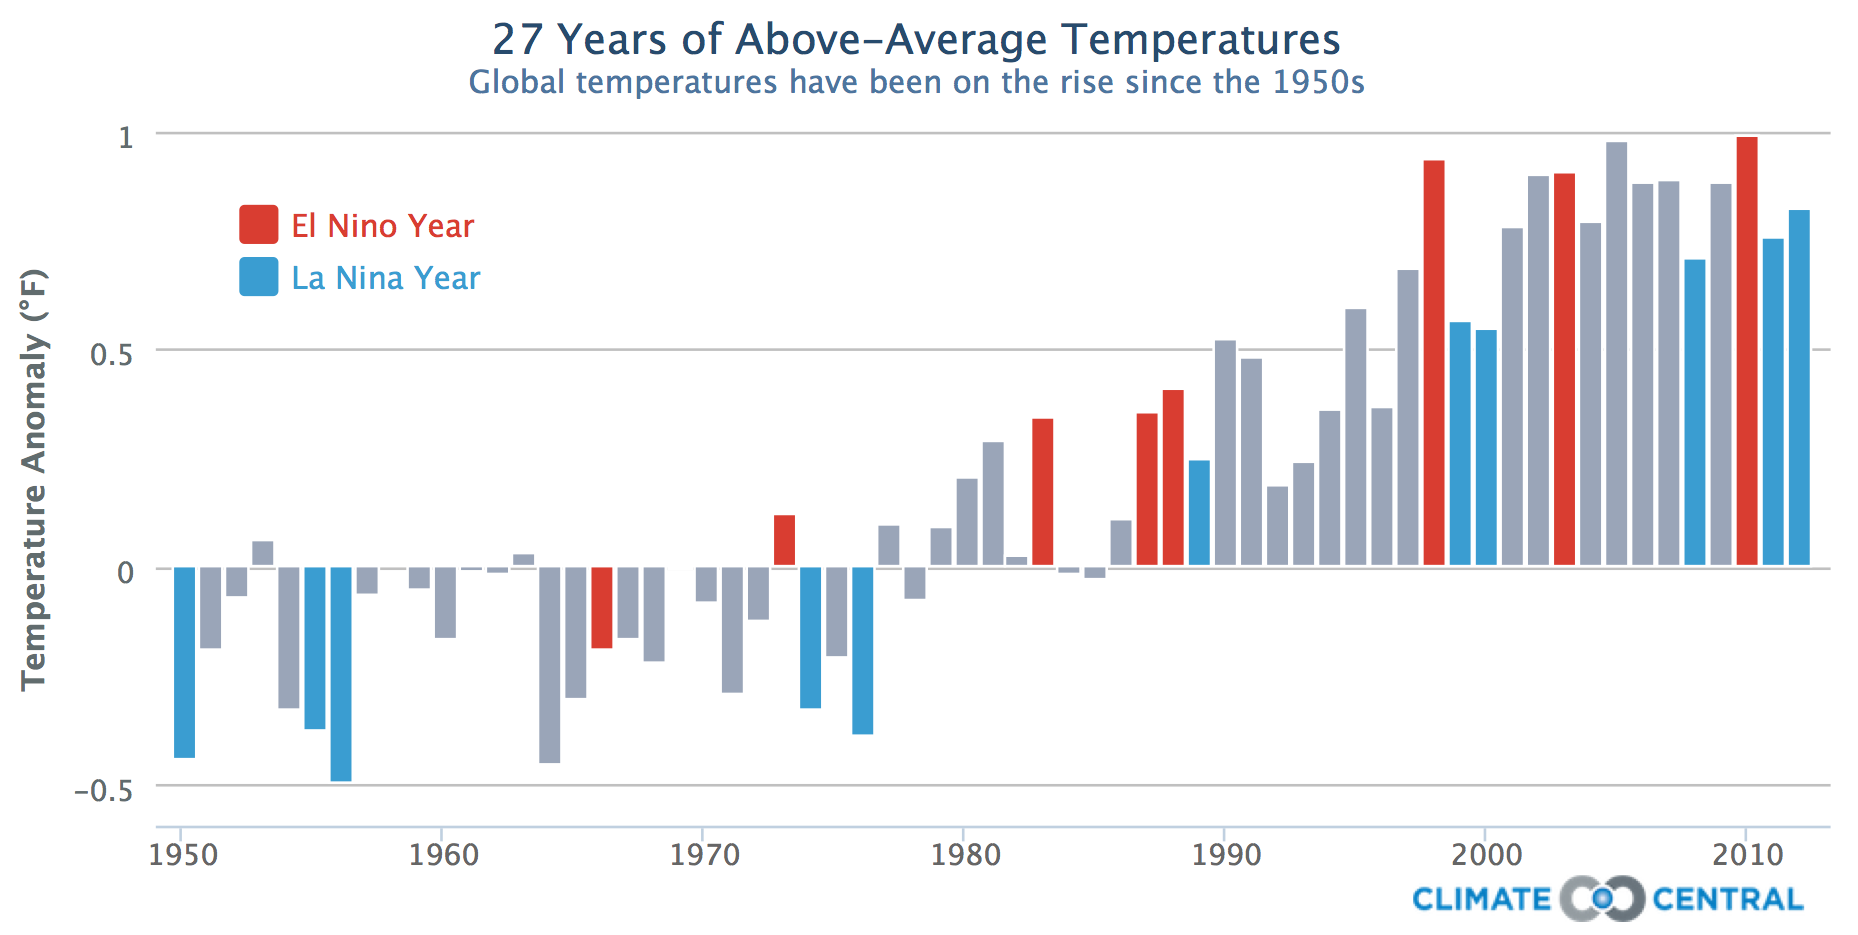 27 Years of Above-Average Temperatures
Global temperatures have been on the rise since the 1950s
Temperature Anomaly (°F)
1
0.5
0
-0.5
El Nino Year
La Nina Year
1950 1960 1970 1980 1990 2000 2010
CLIMATE CENTRAL